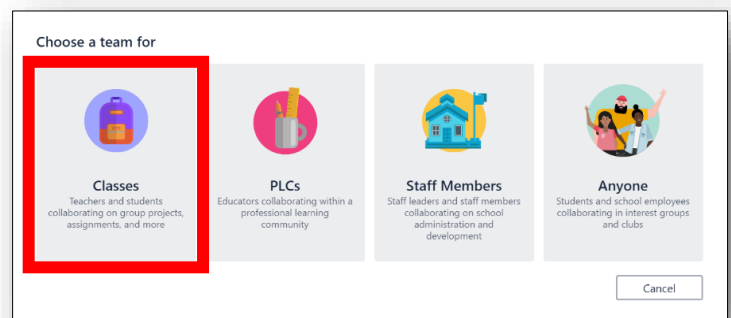 Choose a team for
Classes
Teachers and students
collaborating on group projects,
assignments, and more
PLCs
Educators collaborating within a
professional learning
community
Staff Members
Staff leaders and staff members
collaborating on school
administration and
development
Anyone
Students and school employees
collaborating in interest groups
and clubs
Cancel